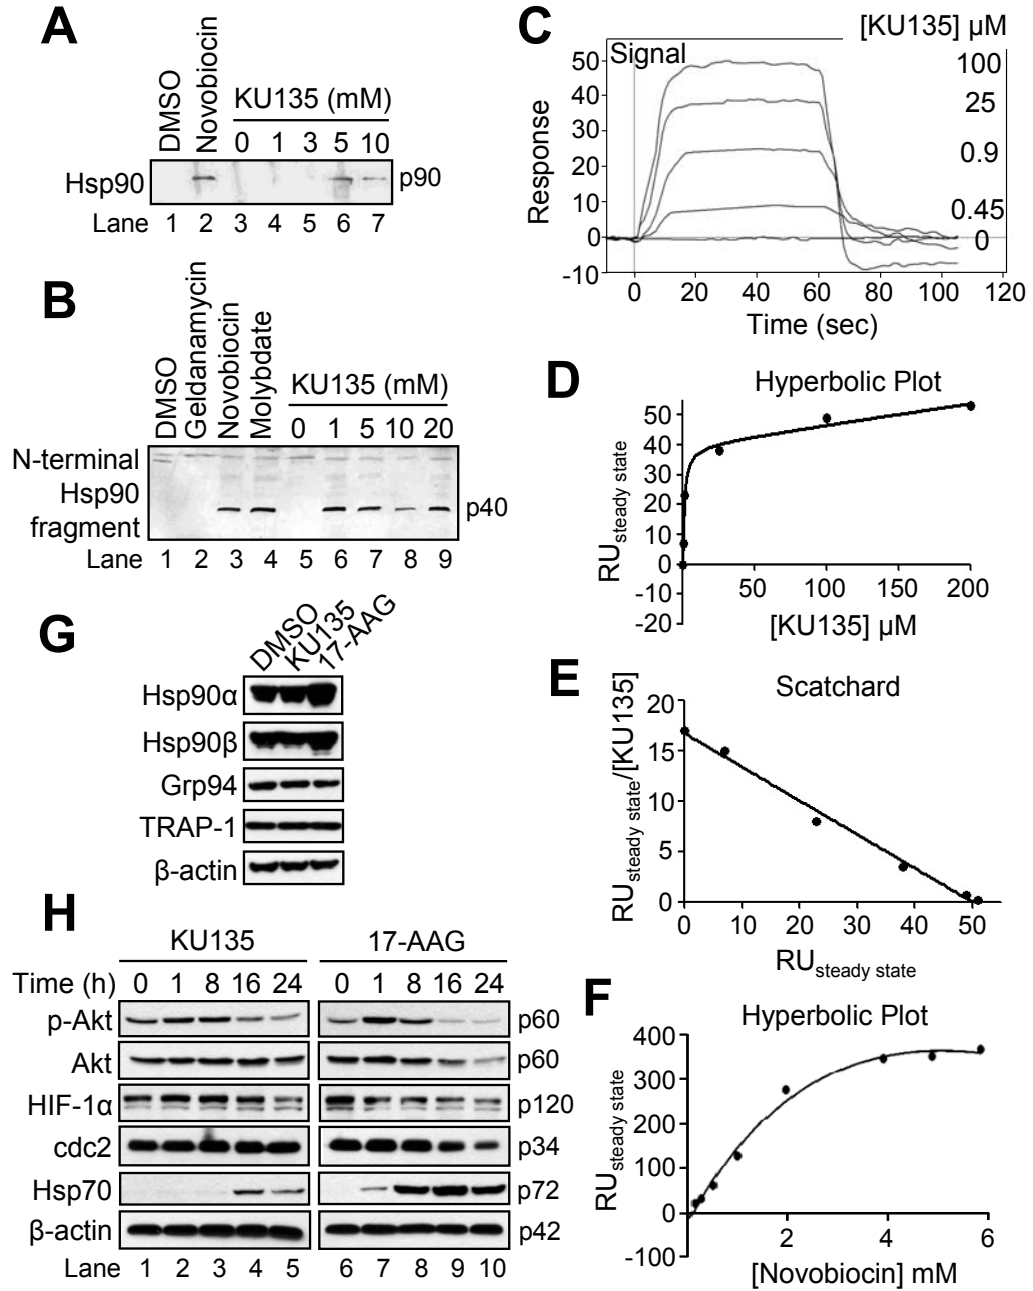 A
DMSO
Novobiocin
KU135 (mM)
0 1 3 5 10
Hsp90
p90
Lane 1 2 3 4 5 6 7
B
DMSO
Geldanamycin
Novobiocin
Molybdate
KU135 (mM)
0 1 5 10 20
N-terminal
Hsp90
fragment
p40
Lane 1 2 3 4 5 6 7 8 9
C
[KU135] µM
Signal
100
25
0.9
0.45
0
Response
50
40
30
20
10
0
-10
0 20 40 60 80 100 120
Time (sec)
D
Hyperbolic Plot
RUsteady state
50
40
30
20
10
0
-10
-20
50 100 150 200
[KU135] µM
E
Scatchard
RUsteady state/[KU135]
20
15
10
5
0
0 10 20 30 40 50
RUsteady state
F
Hyperbolic Plot
RUsteady state
400
300
200
100
0
-100
2 4 6
[Novobiocin] mM
G
DMSO
KU135
17-AAG
Hsp90α
Hsp90β
Grp94
TRAP-1
β-actin
H
KU135 17-AAG
Time (h) 0 1 8 16 24 0 1 8 16 24
p-Akt p60
Akt p60
HIF-1α p120
cdc2 p34
Hsp70 p72
β-actin p42
Lane 1 2 3 4 5 6 7 8 9 10